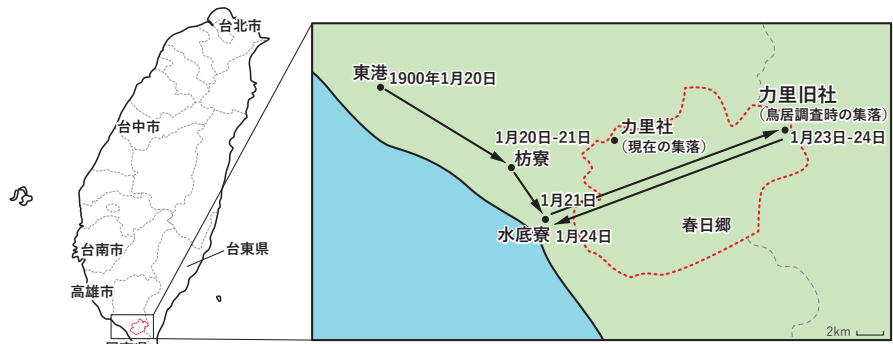 台北市
台中市
台南市
高雄市
台東県
東港
1900年1月20日
1月20日-21日
枋寮
1月21日
水底寮
1月24日
力里社
(現在の集落)
力里旧社
(鳥居調査時の集落)
1月23日-24日
春日郷
2km